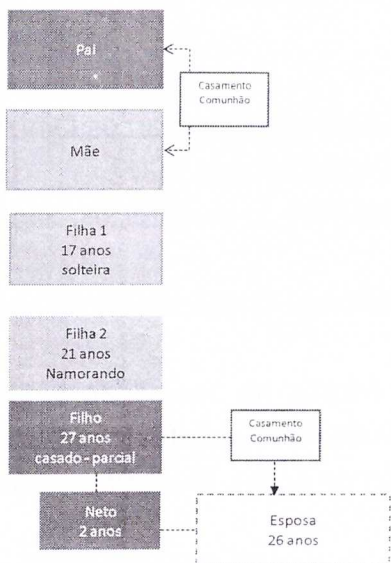 Pai
Casamento
Comunhão
Mãe
Filha 1
17 anos
solteira
Filha 2
21 anos
Namorando
Filho
27 anos
casado - parcial
Casamento
Comunhão
Neto
2 anos
Esposa
26 anos